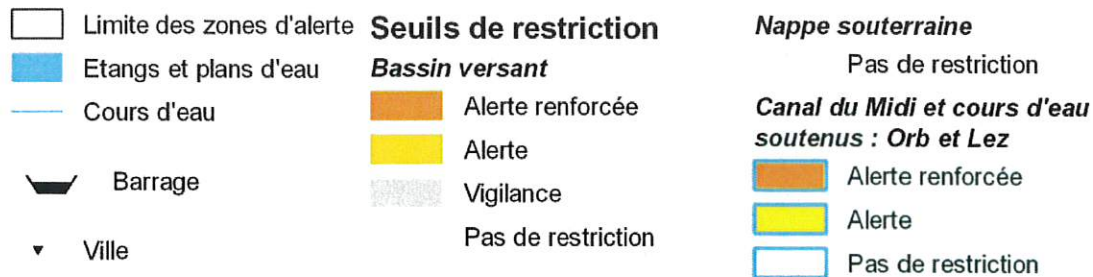 Limite des zones d'alerte
Etangs et plans d'eau
Cours d'eau
Barrage
Ville
Seuils de restriction
Bassin versant
Alerte renforcée
Alerte
Vigilance
Pas de restriction
Nappe souterraine
Pas de restriction
Canal du Midi et cours d'eau
soutenus : Orb et Lez
Alerte renforcée
Alerte
Pas de restriction